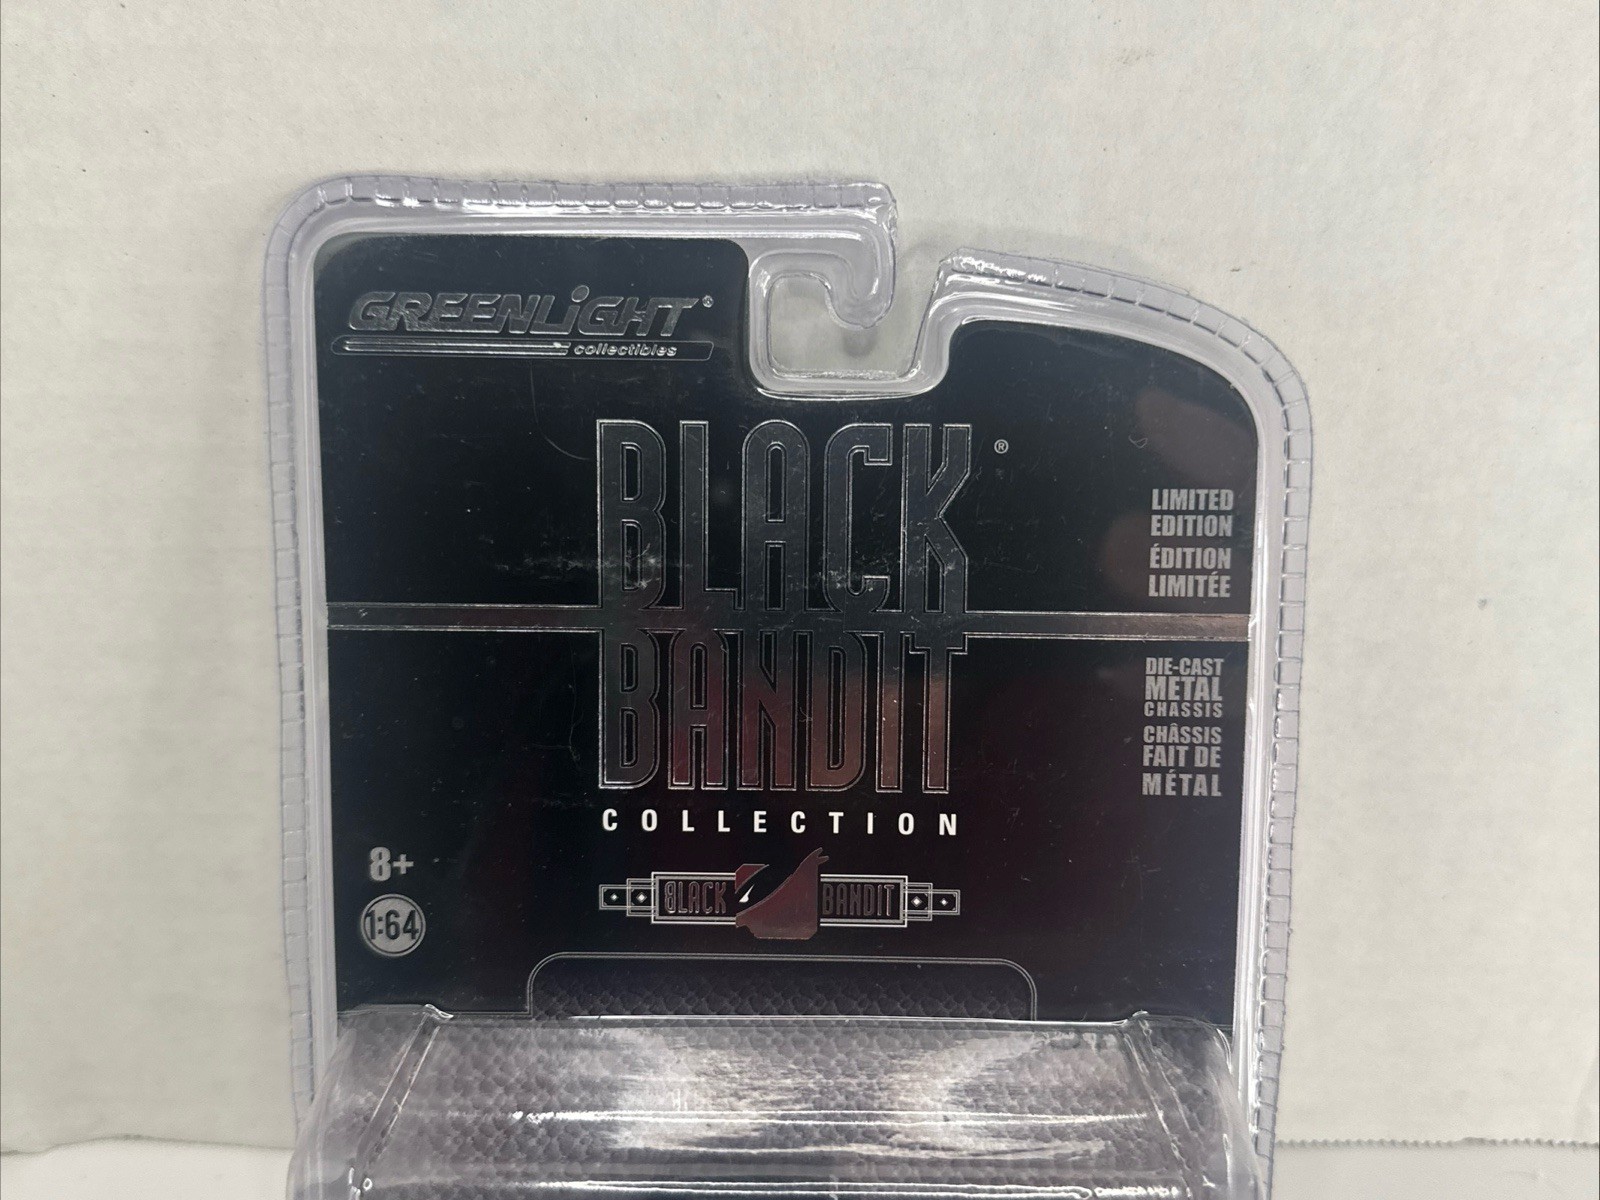 GREENLiGHT®
collectibles
BLACK®
BANDIT
COLLECTION
BLACK BANDIT
LIMITED
EDITION
ÉDITION
LIMITÉE
DIE-CAST
METAL
CHASSIS
CHÂSSIS
FAIT DE
MÉTAL
8+
1:64